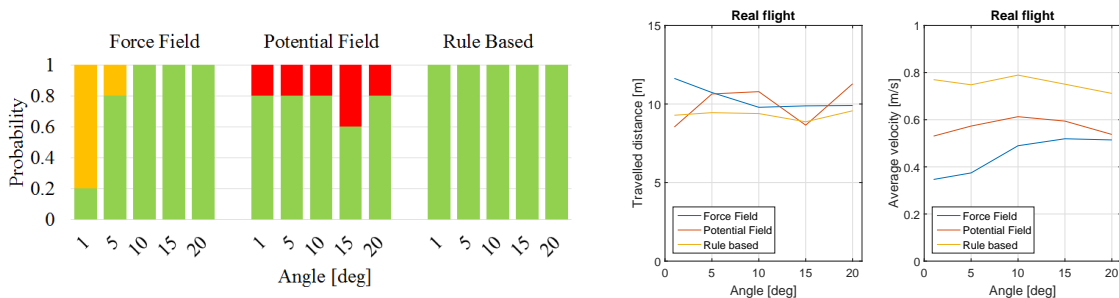 Force Field
Potential Field
Rule Based
Probability
1
0.8
0.6
0.4
0.2
0
1 5 10 15 20
1 5 10 15 20
1 5 10 15 20
Angle [deg]
Real flight
Travelled distance [m]
15
10
5
0
Force Field
Potential Field
Rule based
0 5 10 15 20
Angle [deg]
Real flight
Average velocity [m/s]
1
0.8
0.6
0.4
0.2
0
Force Field
Potential Field
Rule based
0 5 10 15 20
Angle [deg]